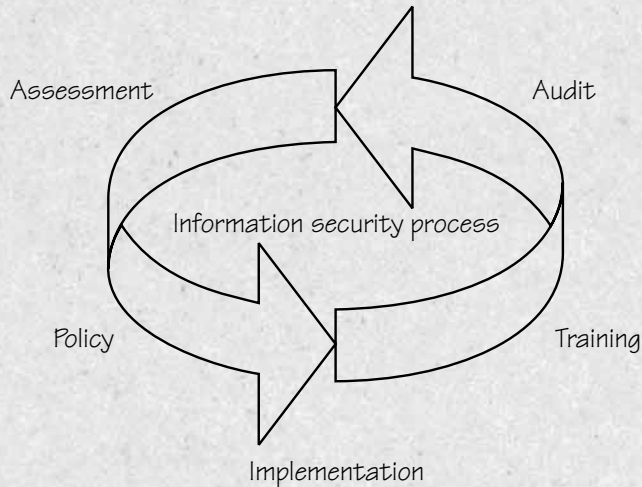 Assessment
Audit
Information security process
Policy
Training
Implementation